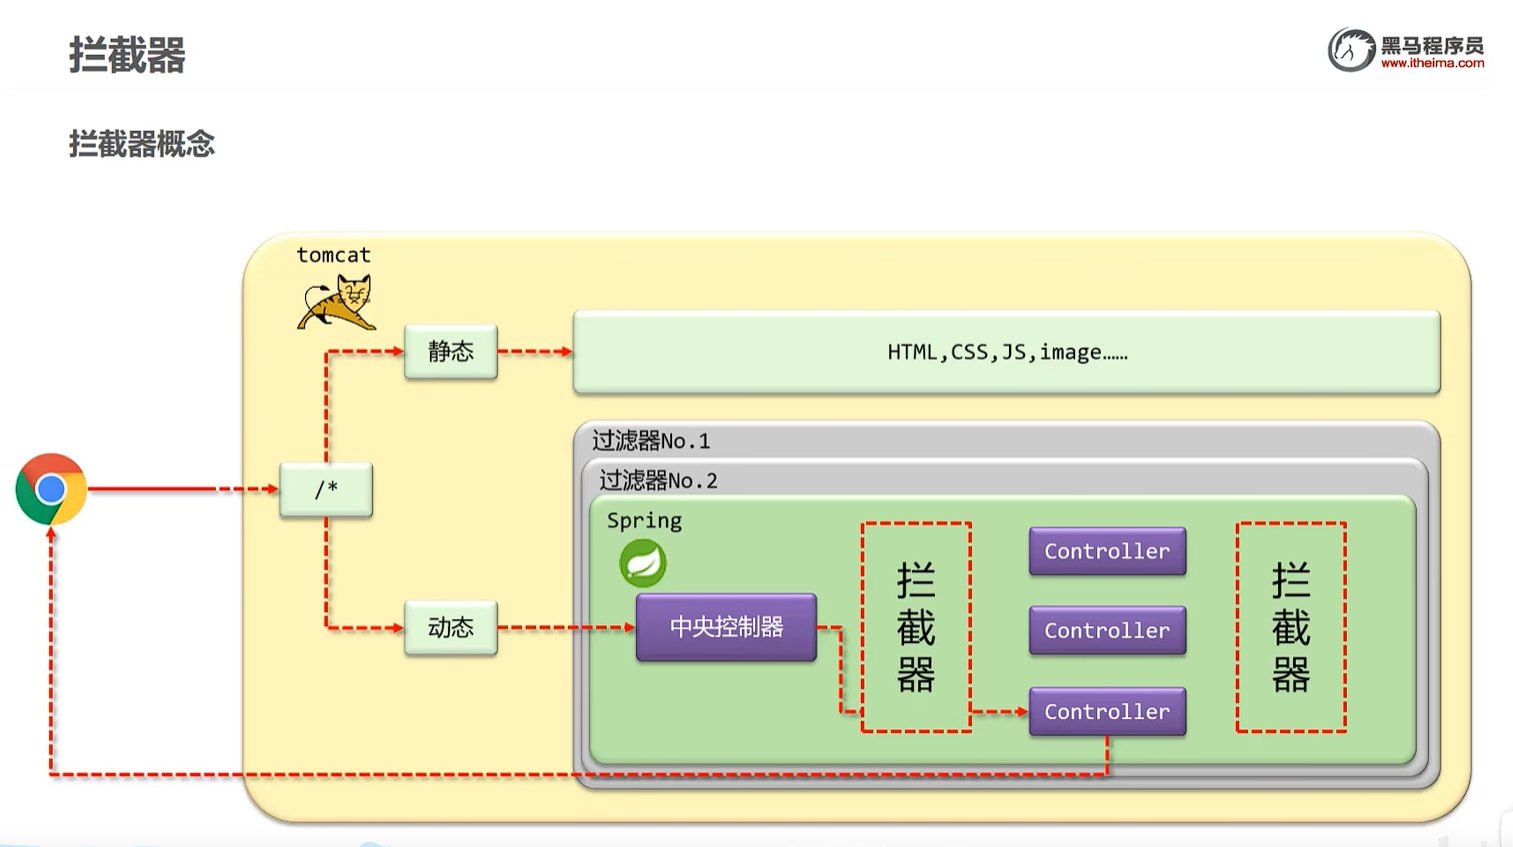 拦截器
黑马程序员
www.itheima.com
拦截器概念
tomcat
静态
HTML,CSS,JS,image……
过滤器No.1
/*
过滤器No.2
Spring
拦截器
Controller
拦截器
动态
中央控制器
Controller
Controller